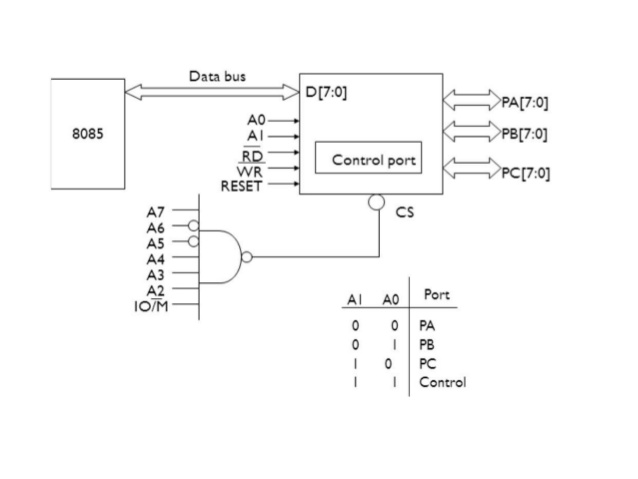 Data bus
D[7:0]
PA[7:0]
8085
A0
A1
PB[7:0]
RD
Control port
WR
PC[7:0]
RESET
CS
A7
A6
A5
A4
A3
A2
IO/M
A1 A0 Port
0 0 PA
0 1 PB
1 0 PC
1 1 Control